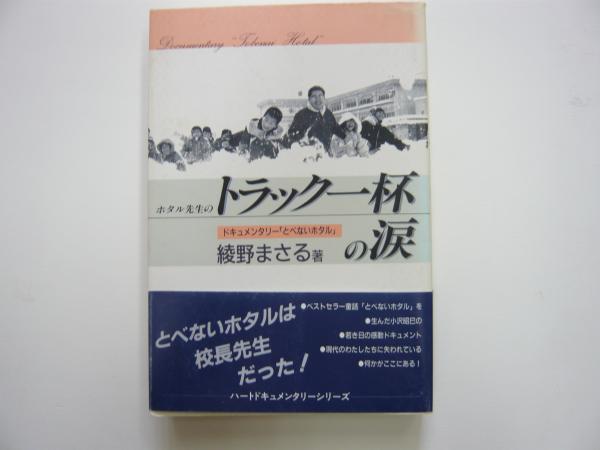 Documentary "Tobenai Hotal"
ホタル先生の
トラック一杯
の涙
ドキュメンタリー「とべないホタル」
綾野まさる著
とべないホタルは
校長先生
だった!
●ベストセラー童話「とべないホタル」を
●生んだ小沢昭巳の
●若き日の感動ドキュメント
●現代のわたしたちに失われている
●何かがここにある!
ハートドキュメンタリーシリーズ